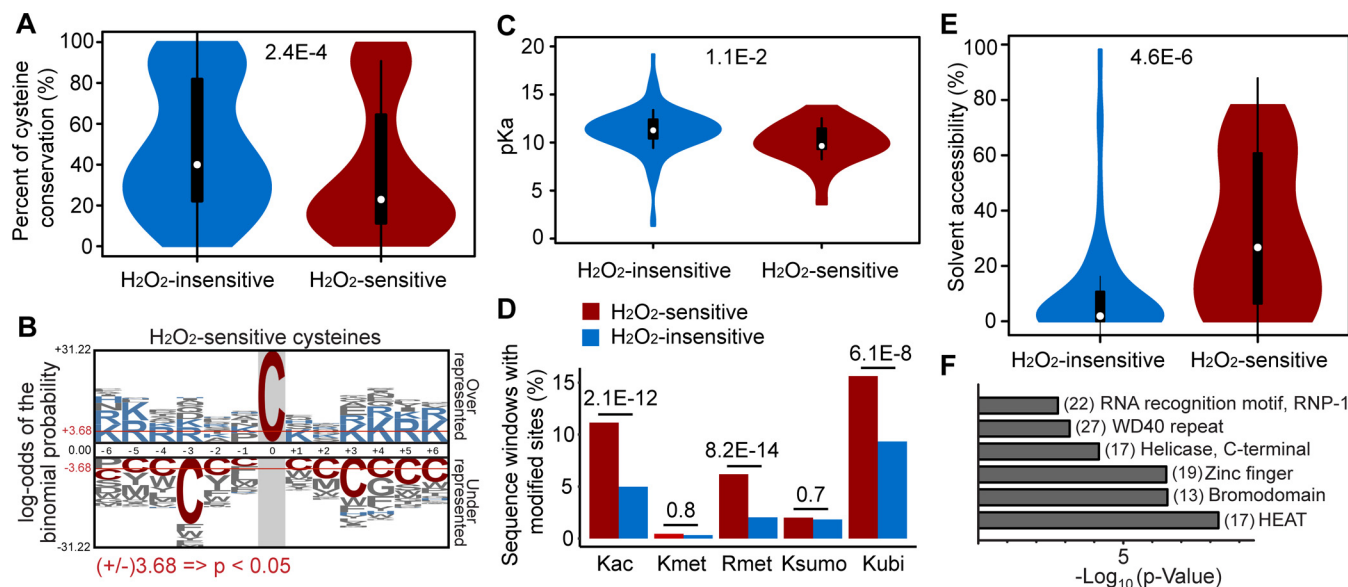 A
Percent of cysteine
conservation (%)
100
80
60
40
20
0
2.4E-4
H2O2-insensitive
H2O2-sensitive
B
H2O2-sensitive cysteines
log-odds of the
binomial probability
+31.22
+3.68
0.00
-3.68
-31.22
-6 -5 -4 -3 -2 -1 0 +1 +2 +3 +4 +5 +6
C
Over
represented
Under
represented
(+/-)3.68 => p < 0.05
C
pKa
20
15
10
5
0
1.1E-2
H2O2-insensitive
H2O2-sensitive
D
H2O2-sensitive
H2O2-insensitive
Sequence windows with
modified sites (%)
15
10
5
0
2.1E-12
0.8
8.2E-14
0.7
6.1E-8
Kac
Kmet
Rmet
Ksumo
Kubi
E
Solvent accessibility (%)
100
80
60
40
20
0
4.6E-6
H2O2-insensitive
H2O2-sensitive
F
(22) RNA recognition motif, RNP-1
(27) WD40 repeat
(17) Helicase, C-terminal
(19) Zinc finger
(13) Bromodomain
(17) HEAT
5
-Log10(p-Value)